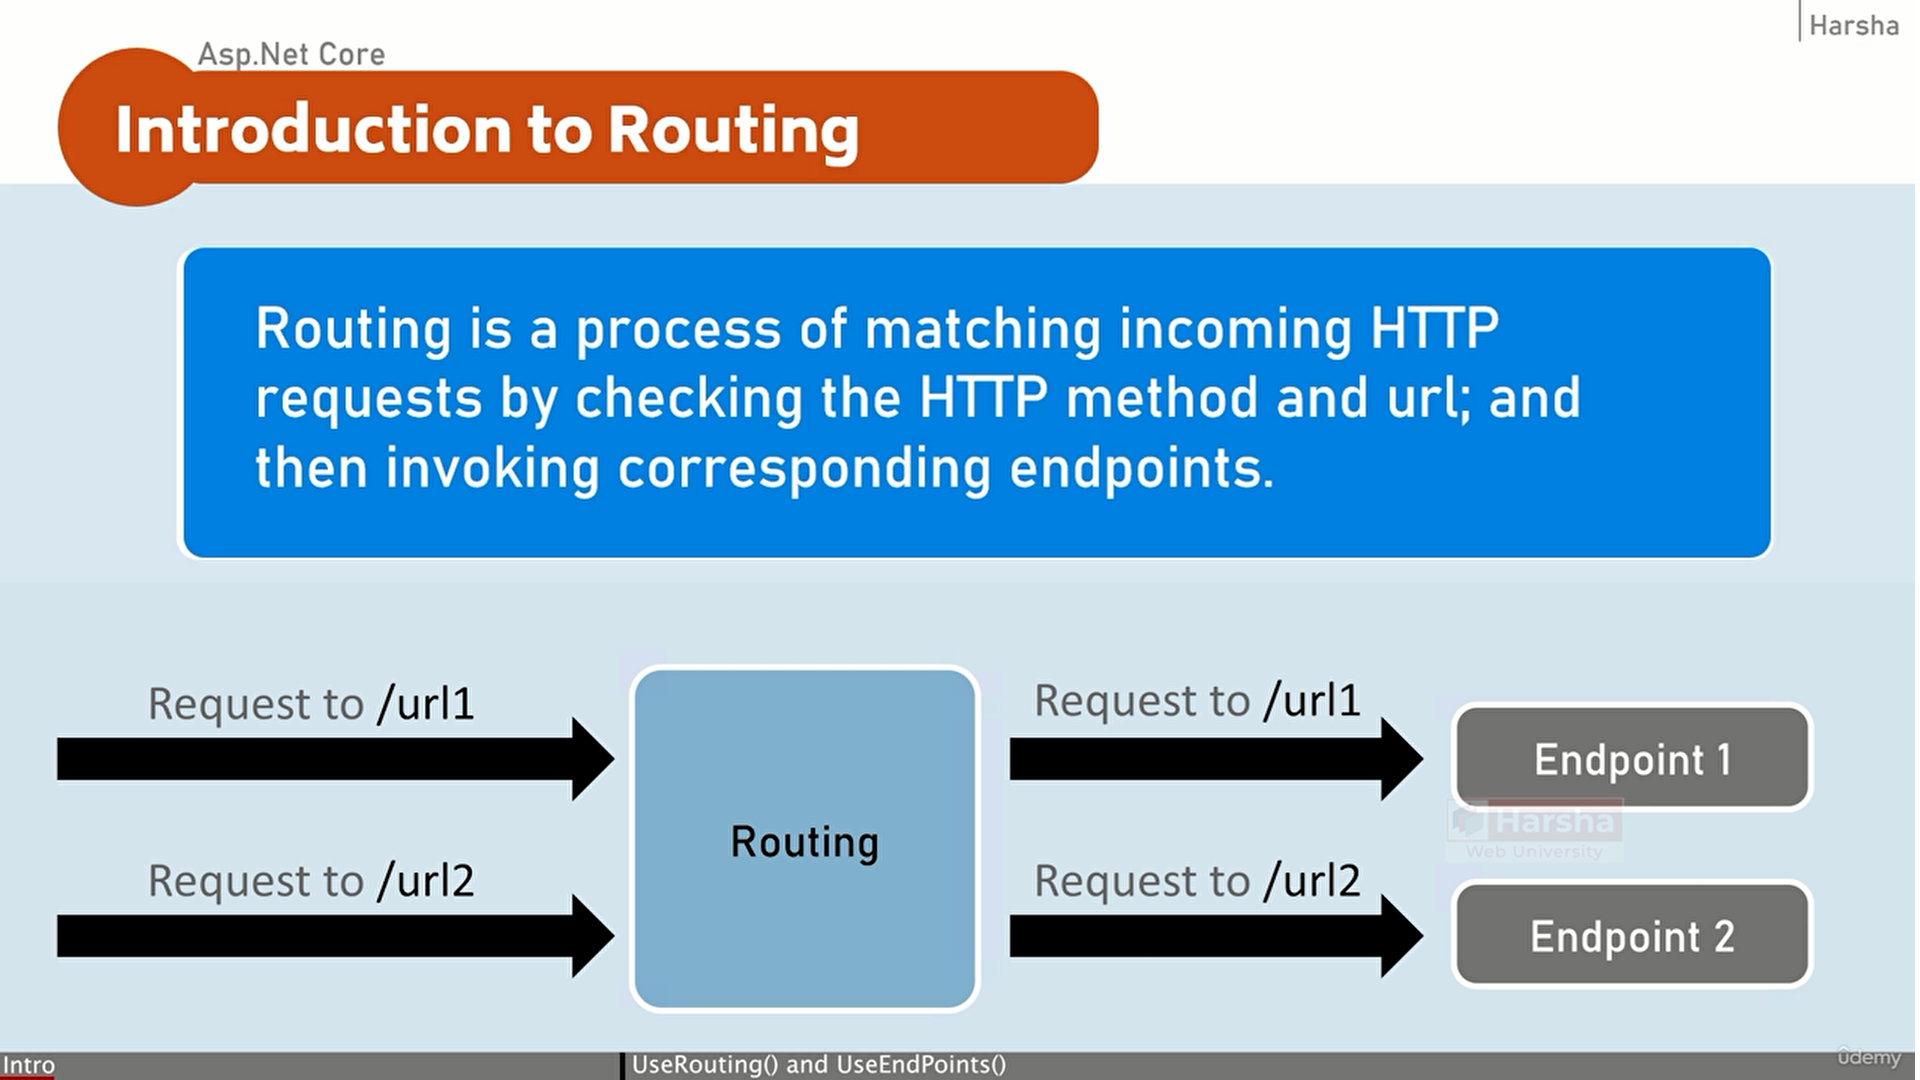 Harsha
Asp.Net Core
Introduction to Routing
Routing is a process of matching incoming HTTP
requests by checking the HTTP method and url; and
then invoking corresponding endpoints.
Request to /url1
Request to /url1
Endpoint 1
Routing
Harsha
Web University
Request to /url2
Request to /url2
Endpoint 2
Intro
UseRouting() and UseEndPoints()
ûdemy